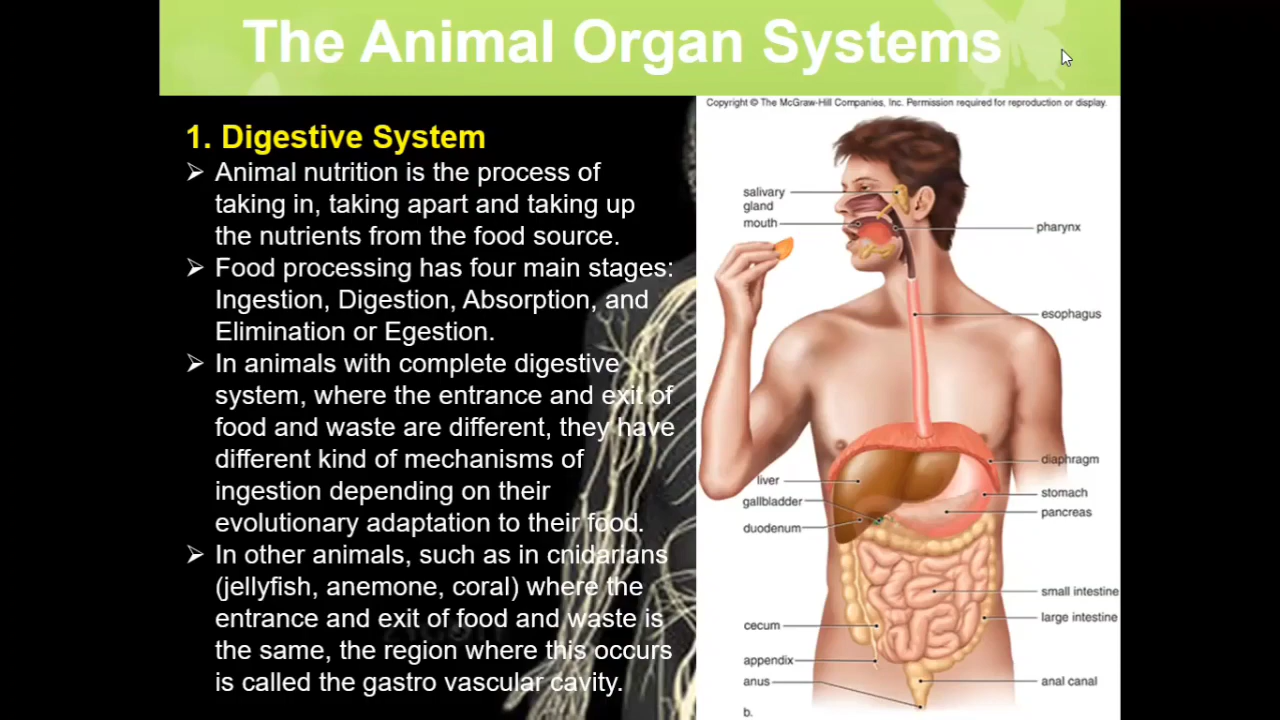 The Animal Organ Systems
1. Digestive System
➢ Animal nutrition is the process of
taking in, taking apart and taking up
the nutrients from the food source.
➢ Food processing has four main stages:
Ingestion, Digestion, Absorption, and
Elimination or Egestion.
➢ In animals with complete digestive
system, where the entrance and exit of
food and waste are different, they have
different kind of mechanisms of
ingestion depending on their
evolutionary adaptation to their food.
➢ In other animals, such as in cnidarians
(jellyfish, anemone, coral) where the
entrance and exit of food and waste is
the same, the region where this occurs
is called the gastro vascular cavity.
Copyright © The McGraw-Hill Companies, Inc. Permission required for reproduction or display.
salivary
gland
mouth
pharynx
esophagus
diaphragm
liver
stomach
gallbladder
pancreas
duodenum
small intestine
large intestine
cecum
appendix
anus
anal canal
b.